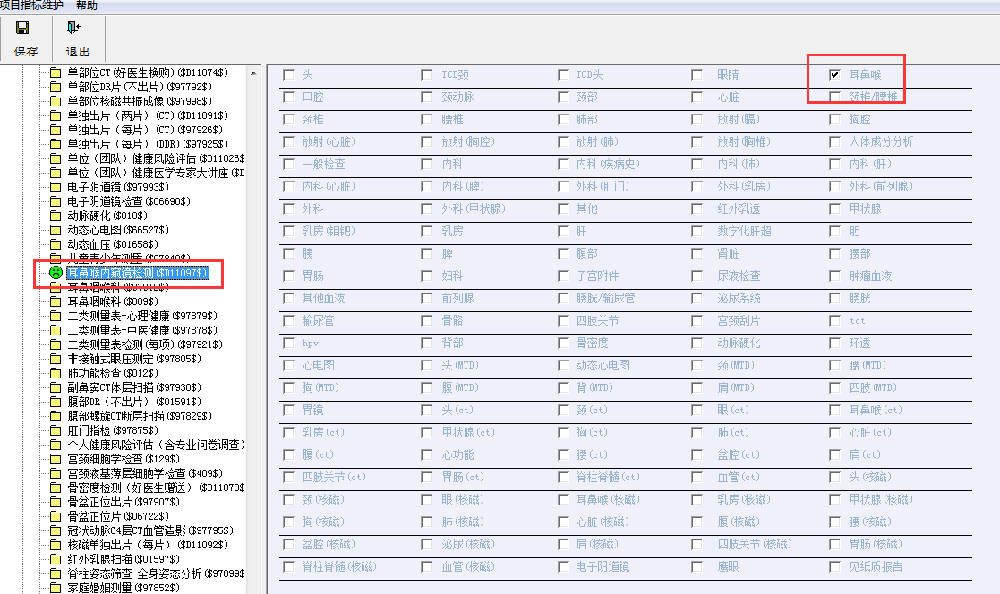 项目指标维护 帮助
保存 退出
单部位CT(好医生换购)($D11074$)
单部位DR片(不出片)($97792$)
单部位核磁共振成像($97998$)
单独出片（两片）(CT)($D11091$)
单独出片（每片）(CT)($97926$)
单独出片（每片）(DDR)($97925$)
单位（团队）健康风险评估($D11026$
单位（团队）健康医学专家大讲座($D
电子阴道镜($97993$)
电子阴道镜检查($06690$)
动脉硬化($010$)
动态心电图($66527$)
动态血压($01658$)
儿童青少年测量($97849$)
耳鼻喉内窥镜检测($D11097$)
耳鼻咽喉科($97818$)
耳鼻咽喉科($009$)
二类测量表-心理健康($97879$)
二类测量表-中医健康($97878$)
二类测量表检测(每项)($97921$)
非接触式眼压测定($97805$)
肺功能检查($012$)
副鼻窦CT体层扫描($97930$)
腹部DR（不出片）($01591$)
腹部螺旋CT断层扫描($97829$)
肛门指检($97875$)
个人健康风险评估（含专业问卷调查）
宫颈细胞学检查($129$)
宫颈液基薄层细胞学检查($409$)
骨密度检测（好医生赠送）($D11070$
骨盆正位出片($97907$)
骨盆正位片($06722$)
冠状动脉64层CT血管造影($97795$)
核磁单独出片（每片）($D11092$)
红外乳腺扫描($01597$)
脊柱姿态筛查 全身姿态分析($97899$
家庭婚姻测量($97852$)
头 TCD颈 TCD头 眼睛 耳鼻喉
口腔 颈动脉 颈部 心脏 颈椎/腰椎
颈椎 腰椎 肺部 放射(膈) 胸腔
放射(心脏) 放射(胸腔) 放射(肺) 放射(胸椎) 人体成分分析
一般检查 内科 内科(疾病史) 内科(肺) 内科(肝)
内科(心脏) 内科(脾) 外科(肛门) 外科(乳房) 外科(前列腺)
外科 外科(甲状腺) 其他 红外乳透 甲状腺
乳房(钼钯) 乳房 肝 数字化肝超 胆
胰 脾 腹部 肾脏 腰部
胃肠 妇科 子宫附件 尿液检查 肿瘤血液
其他血液 前列腺 膀胱/输尿管 泌尿系统 膀胱
输尿管 骨骼 四肢关节 宫颈刮片 tct
hpv 背部 骨密度 动脉硬化 环透
心电图 头(MTD) 动态心电图 颈(MTD) 腰(MTD)
胸(MTD) 腹(MTD) 背(MTD) 肩(MTD) 四肢(MTD)
胃镜 头(ct) 颈(ct) 眼(ct) 耳鼻喉(ct)
乳房(ct) 甲状腺(ct) 胸(ct) 肺(ct) 心脏(ct)
腹(ct) 心功能 腰(ct) 盆腔(ct) 肩(ct)
四肢关节(ct) 胃肠(ct) 脊柱脊髓(ct) 血管(ct) 头(核磁)
颈(核磁) 眼(核磁) 耳鼻喉(核磁) 乳房(核磁) 甲状腺(核磁)
胸(核磁) 肺(核磁) 心脏(核磁) 腹(核磁) 腰(核磁)
盆腔(核磁) 泌尿(核磁) 肩(核磁) 四肢关节(核磁) 胃肠(核磁)
脊柱脊髓(核磁) 血管(核磁) 电子阴道镜 鹰眼 见纸质报告